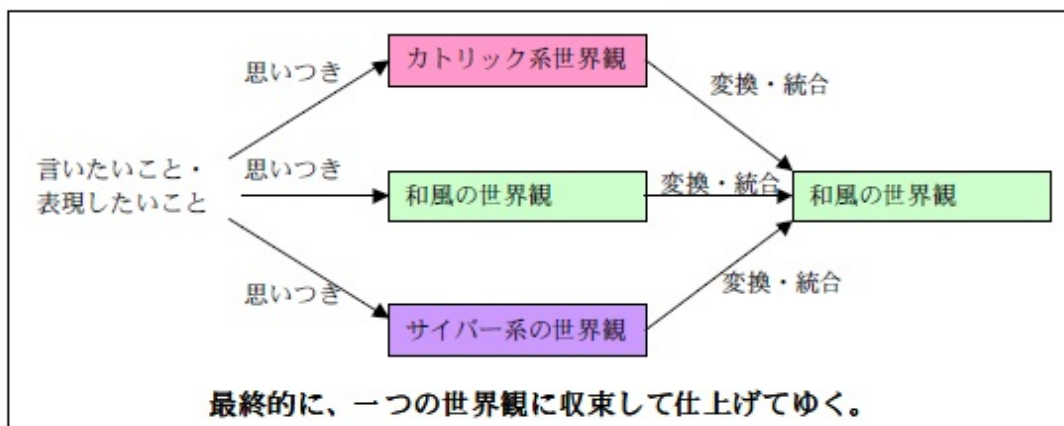 カトリック系世界観
思いつき
変換・統合
言いたいこと・
表現したいこと
思いつき
和風の世界観
変換・統合
和風の世界観
思いつき
サイバー系の世界観
変換・統合
最終的に、一つの世界観に収束して仕上げてゆく。